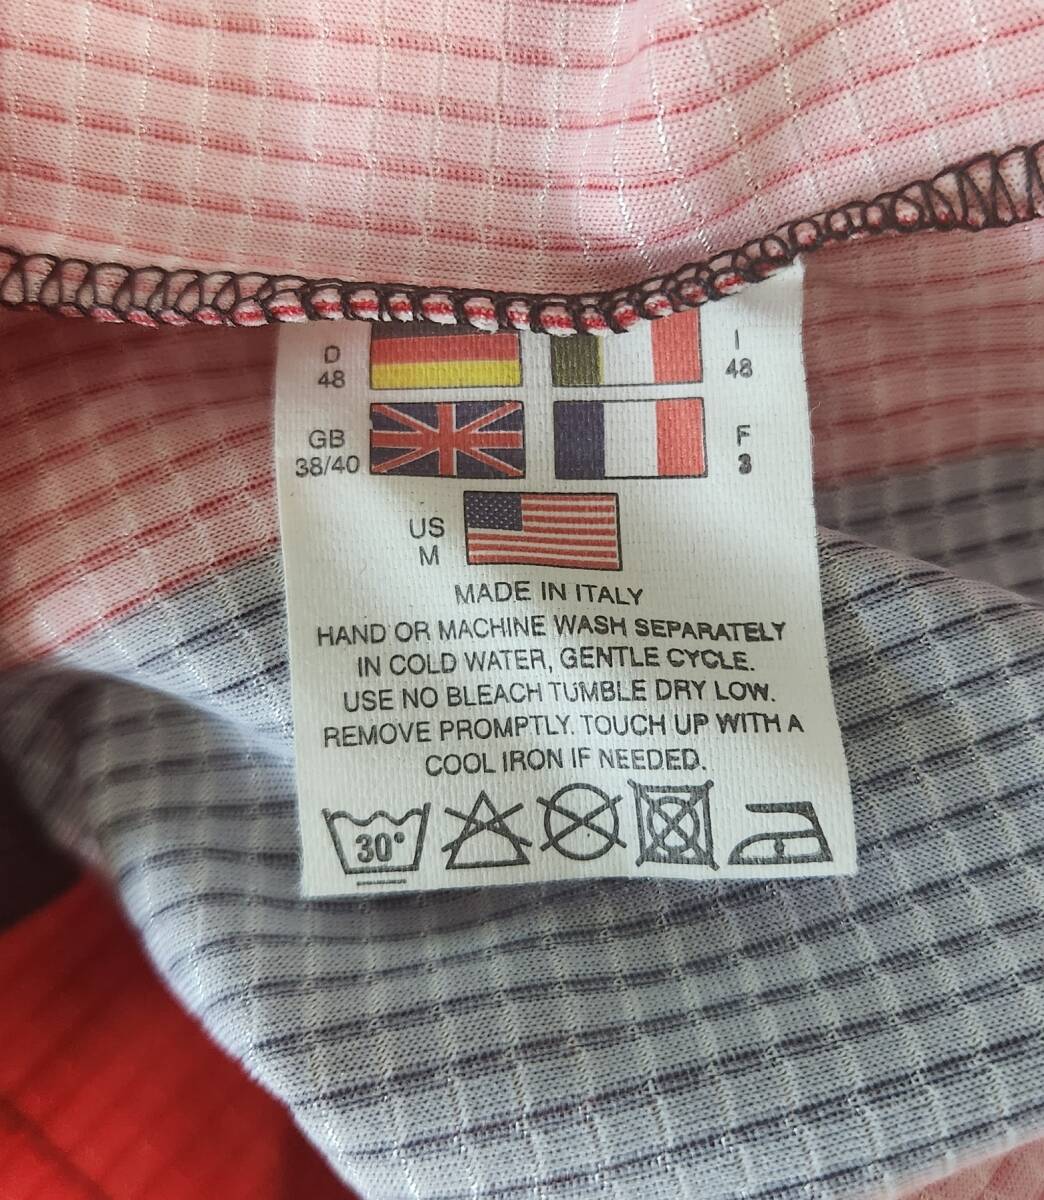 D
48
I
48
GB
38/40
F
3
US
M
MADE IN ITALY
HAND OR MACHINE WASH SEPARATELY
IN COLD WATER, GENTLE CYCLE.
USE NO BLEACH TUMBLE DRY LOW.
REMOVE PROMPTLY. TOUCH UP WITH A
COOL IRON IF NEEDED.
30°